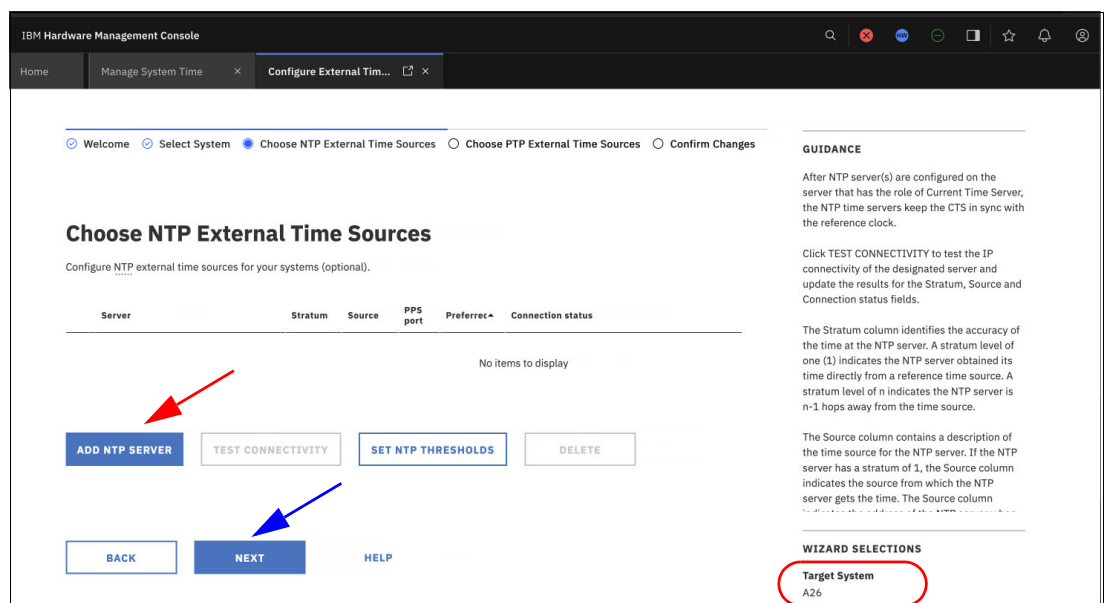 IBM Hardware Management Console
HW
Home
Manage System Time ×
Configure External Tim... ×
Welcome Select System Choose NTP External Time Sources Choose PTP External Time Sources Confirm Changes
Choose NTP External Time Sources
Configure NTP external time sources for your systems (optional).
Server Stratum Source PPS port Preferrec Connection status
No items to display
ADD NTP SERVER TEST CONNECTIVITY SET NTP THRESHOLDS DELETE
BACK NEXT HELP
GUIDANCE
After NTP server(s) are configured on the
server that has the role of Current Time Server,
the NTP time servers keep the CTS in sync with
the reference clock.
Click TEST CONNECTIVITY to test the IP
connectivity of the designated server and
update the results for the Stratum, Source and
Connection status fields.
The Stratum column identifies the accuracy of
the time at the NTP server. A stratum level of
one (1) indicates the NTP server obtained its
time directly from a reference time source. A
stratum level of n indicates the NTP server is
n-1 hops away from the time source.
The Source column contains a description of
the time source for the NTP server. If the NTP
server has a stratum of 1, the Source column
indicates the source from which the NTP
server gets the time. The Source column
WIZARD SELECTIONS
Target System
A26